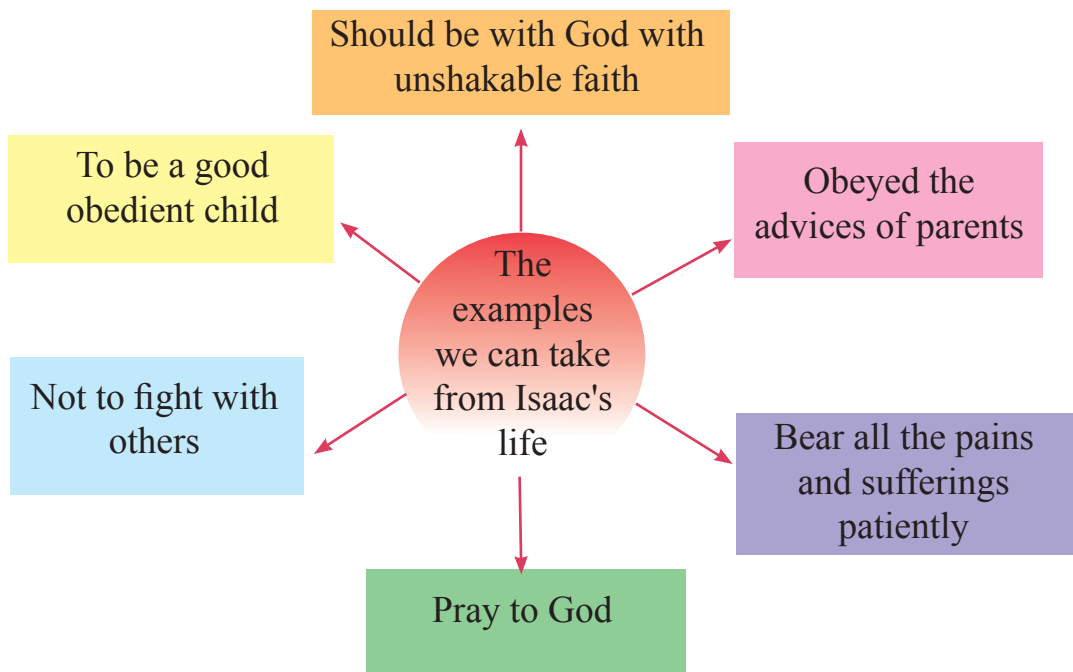 Should be with God with
unshakable faith
To be a good
obedient child
Obeyed the
advices of parents
The
examples
we can take
from Isaac's
life
Not to fight with
others
Bear all the pains
and sufferings
patiently
Pray to God